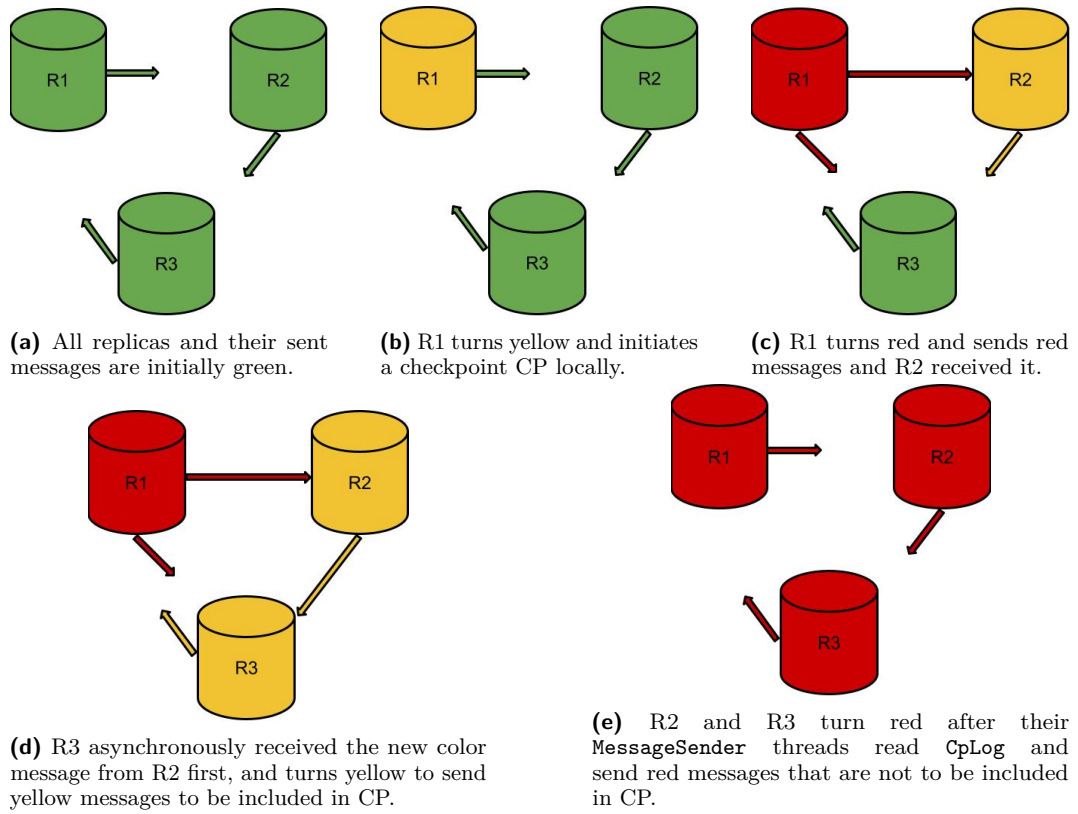 R1
R2
R3
R1
R2
R3
R1
R2
R3
(a) All replicas and their sent
messages are initially green.
(b) R1 turns yellow and initiates
a checkpoint CP locally.
(c) R1 turns red and sends red
messages and R2 received it.
R1
R2
R3
R1
R2
R3
(d) R3 asynchronously received the new color
message from R2 first, and turns yellow to send
yellow messages to be included in CP.
(e) R2 and R3 turn red after their
MessageSender threads read CpLog and
send red messages that are not to be included
in CP.